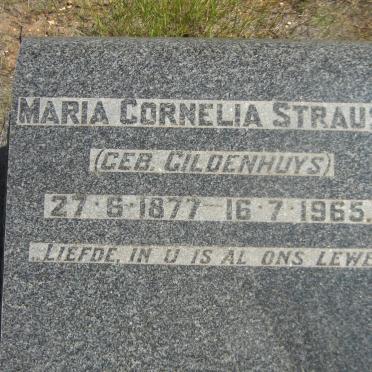 MARIA CORNELIA STRAUS
(GEB. GILDENHUYS)
27-6-1877-16-7-1965.
..LIEFDE, IN U IS AL ONS LEWE